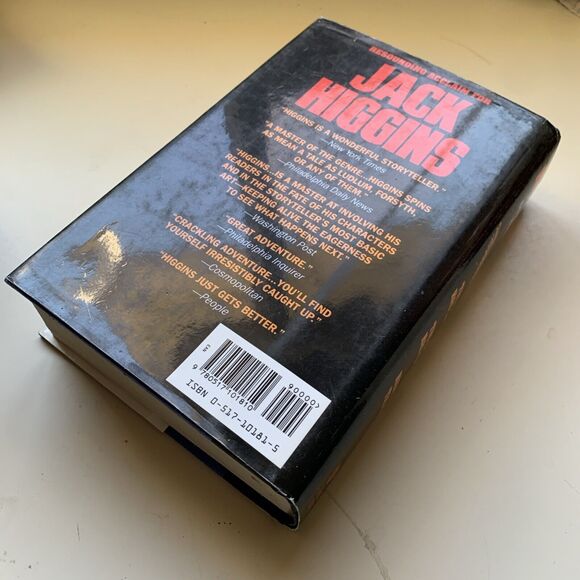 RESOUNDING ACCLAIM FOR
JACK
HIGGINS
"HIGGINS IS A WONDERFUL STORYTELLER."
—New York Times
"A MASTER OF THE GENRE...HIGGINS SPINS
AS MEAN A TALE AS LUDLUM, FORSYTH,
OR ANY OF THEM."
—Philadelphia Daily News
"HIGGINS...IS A MASTER AT INVOLVING HIS
READERS IN THE FATE OF HIS CHARACTERS
AND IN THE STORYTELLER'S MOST BASIC
ART—KEEPING ALIVE THE EAGERNESS
TO SEE WHAT HAPPENS NEXT."
—Washington Post
"GREAT ADVENTURE."
—Philadelphia Inquirer
"CRACKLING ADVENTURE...YOU'LL FIND
YOURSELF IRRESISTIBLY CAUGHT UP."
—Cosmopolitan
"HIGGINS JUST GETS BETTER."
—People
90000>
9 780517 101810
ISBN 0-517-10181-5